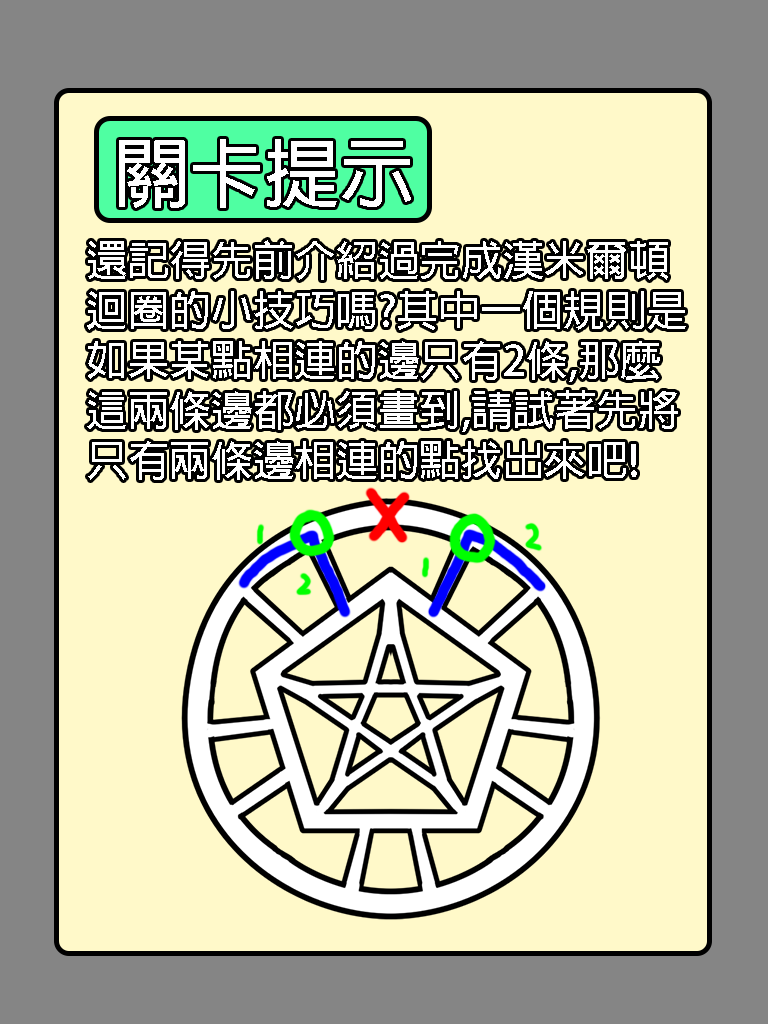 關卡提示
還記得先前介紹過完成漢米爾頓
迴圈的小技巧嗎?其中一個規則是
如果某點相連的邊只有2條,那麼
這兩條邊都必須畫到,請試著先將
只有兩條邊相連的點找出來吧!
1
2
2
1